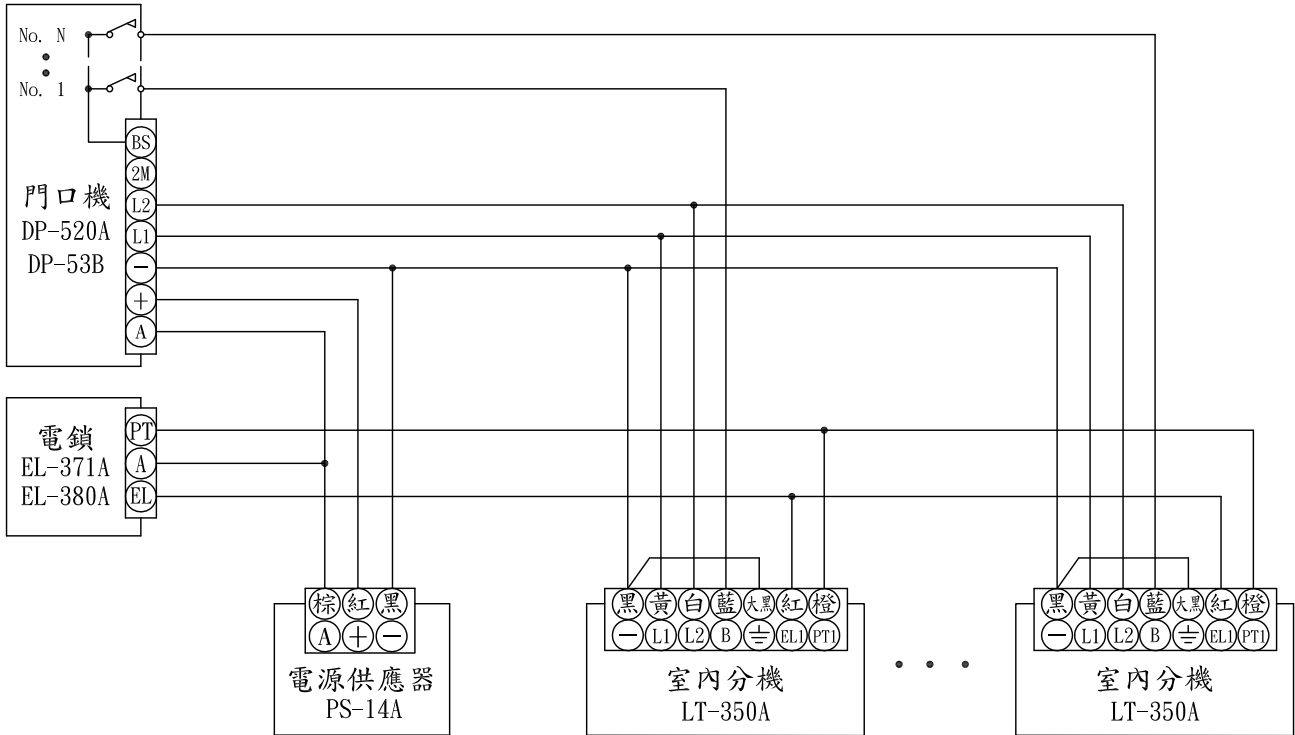 No. N
No. 1
BS
2M
L2
L1
−
+
A
門口機
DP-520A
DP-53B
電鎖
EL-371A
EL-380A
PT
A
EL
棕 紅 黑
A + −
電源供應器
PS-14A
黑 黃 白 藍 大黑 紅 橙
− L1 L2 B ⏚ EL1 PT1
室內分機
LT-350A
黑 黃 白 藍 大黑 紅 橙
− L1 L2 B ⏚ EL1 PT1
室內分機
LT-350A